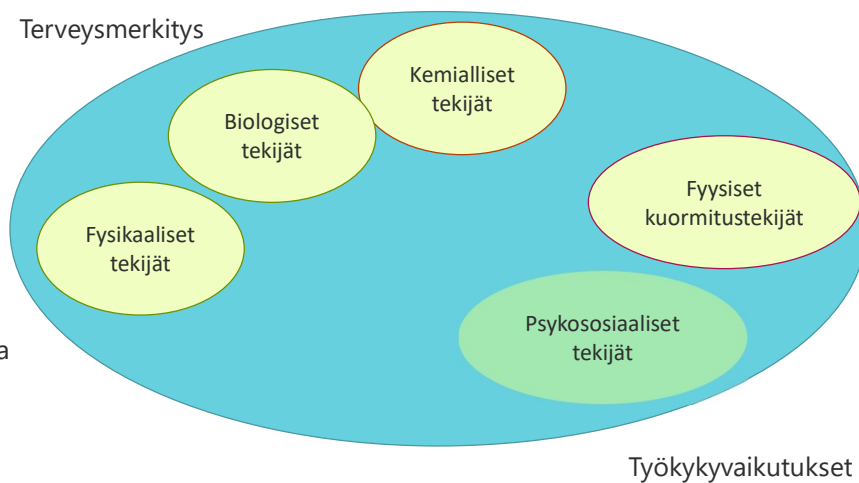 Terveysmerkitys
Kemialliset
tekijät
Biologiset
tekijät
Fyysiset
kuormitustekijät
Fysikaaliset
tekijät
Psykososiaaliset
tekijät
a
Työkykyvaikutukset